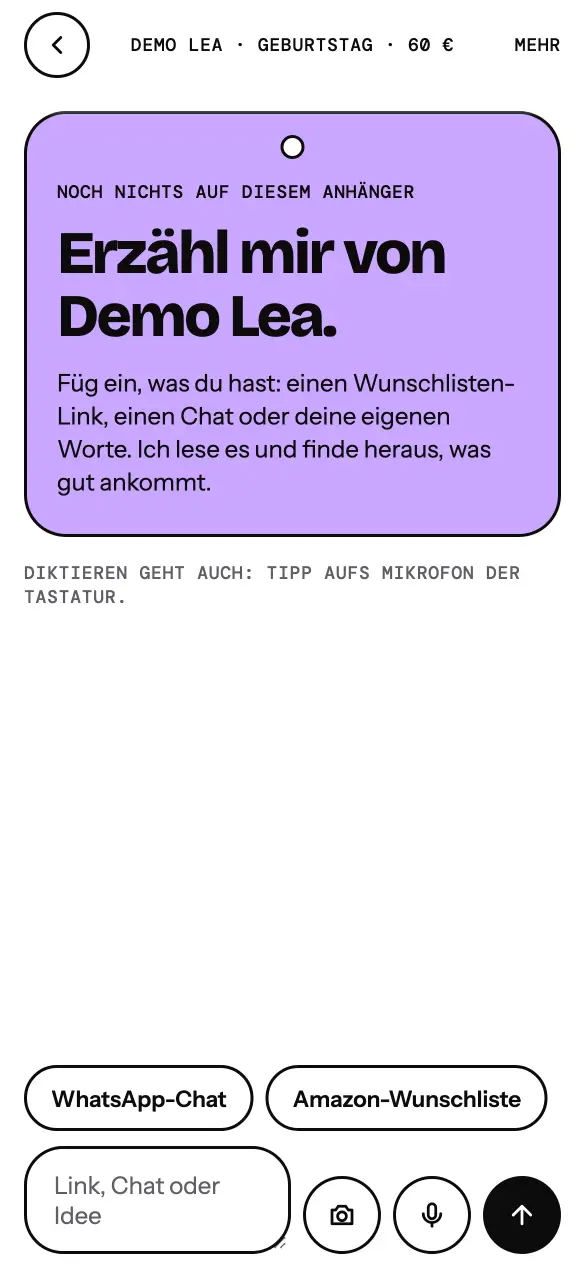 DEMO LEA · GEBURTSTAG · 60 €
MEHR
NOCH NICHTS AUF DIESEM ANHÄNGER
Erzähl mir von
Demo Lea.
Füg ein, was du hast: einen Wunschlisten-
Link, einen Chat oder deine eigenen
Worte. Ich lese es und finde heraus, was
gut ankommt.
DIKTIEREN GEHT AUCH: TIPP AUFS MIKROFON DER
TASTATUR.
WhatsApp-Chat
Amazon-Wunschliste
Link, Chat oder
Idee